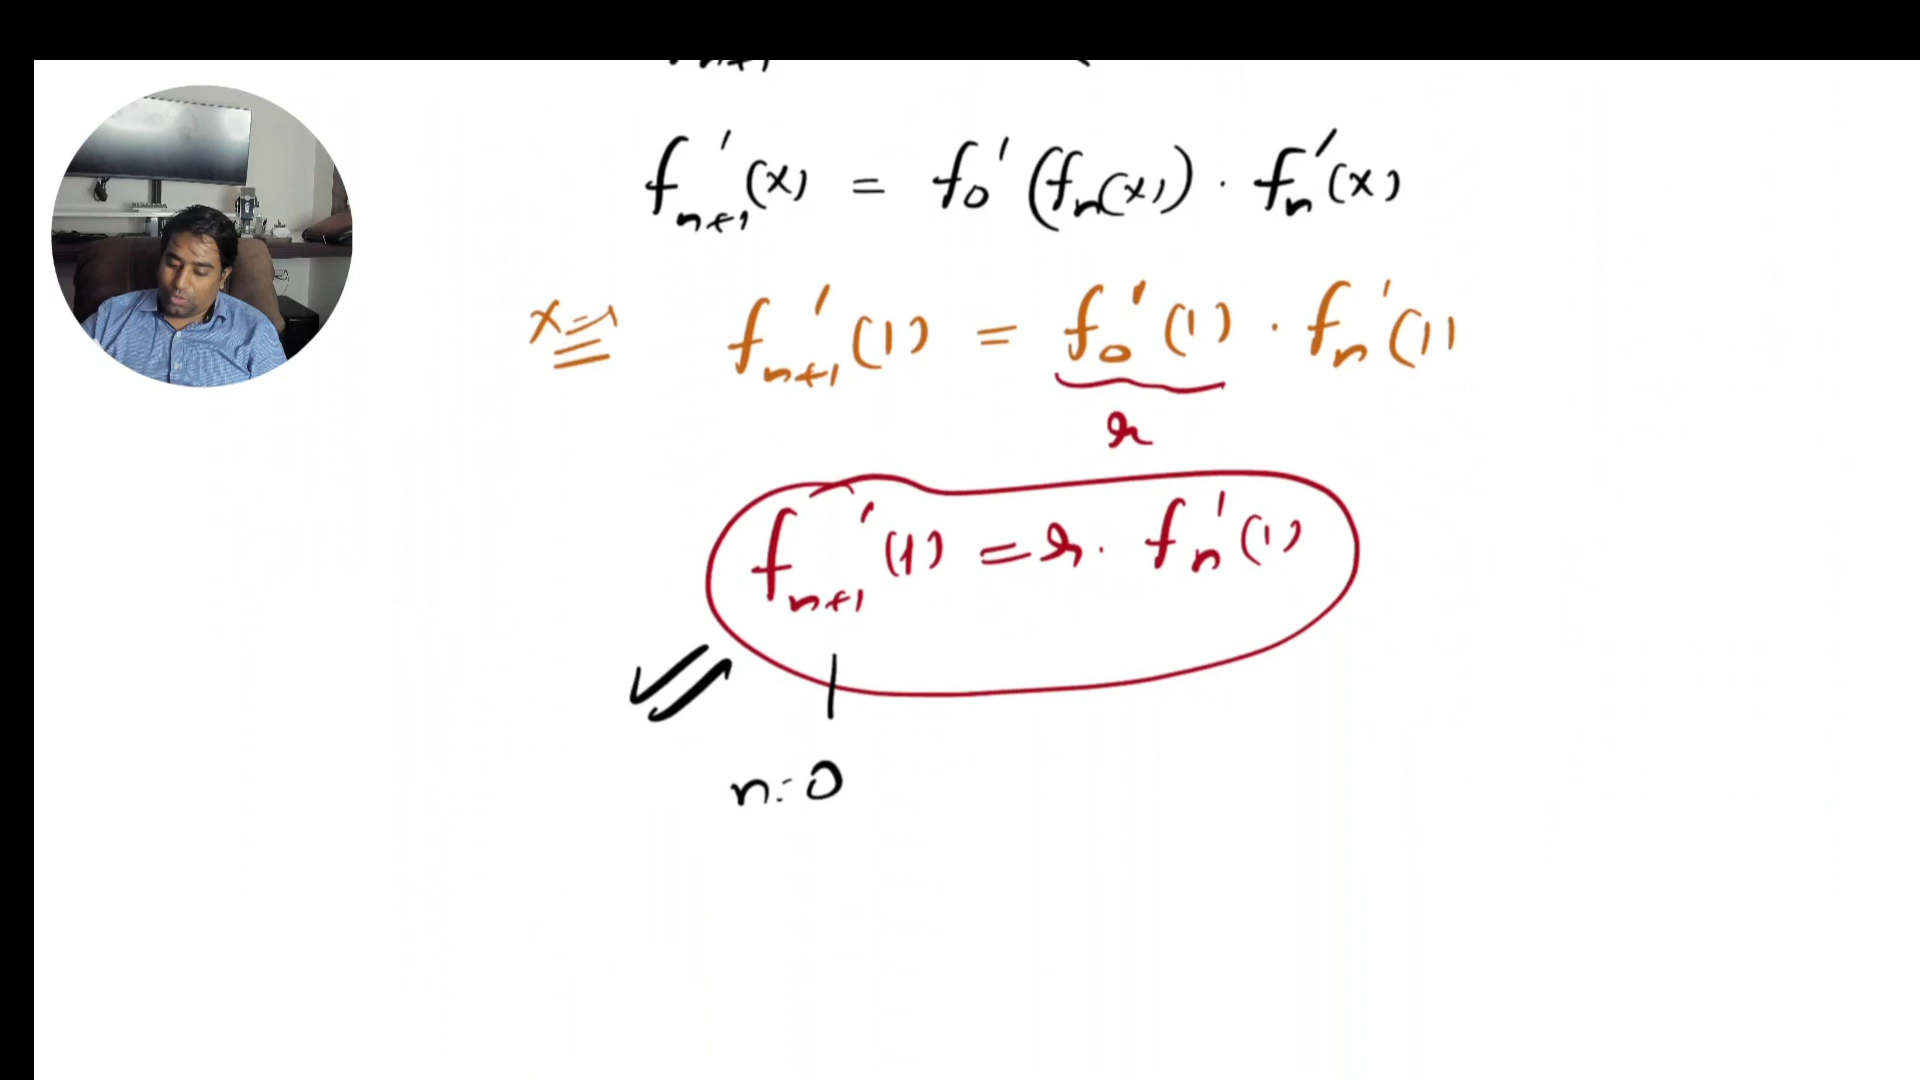 f'ₙ₊₁(x) = f₀'(fₙ(x)) · fₙ'(x)
x=1 f'ₙ₊₁(1) = f₀'(1) · fₙ'(1)
r
f'ₙ₊₁(1) = r · fₙ'(1)
n=0